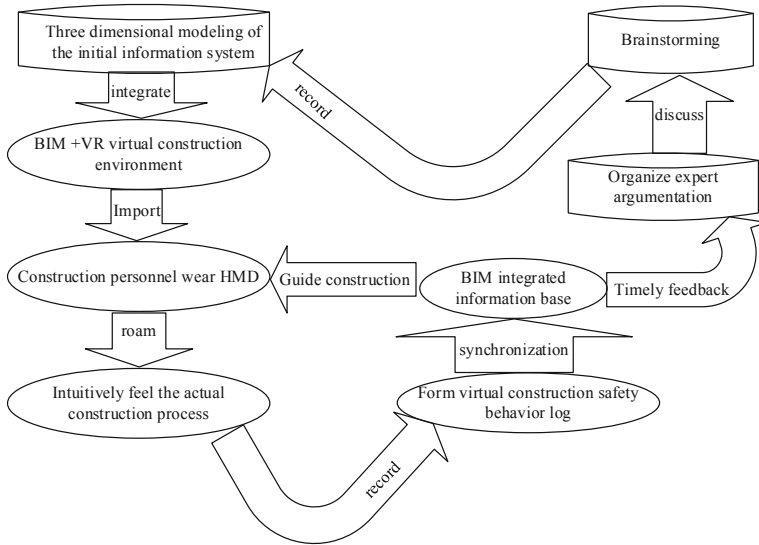 Three dimensional modeling of
the initial information system
integrate
BIM +VR virtual construction
environment
Import
Construction personnel wear HMD
roam
Intuitively feel the actual
construction process
record
Form virtual construction safety
behavior log
synchronization
BIM integrated
information base
Guide construction
Timely feedback
Organize expert
argumentation
discuss
Brainstorming
record